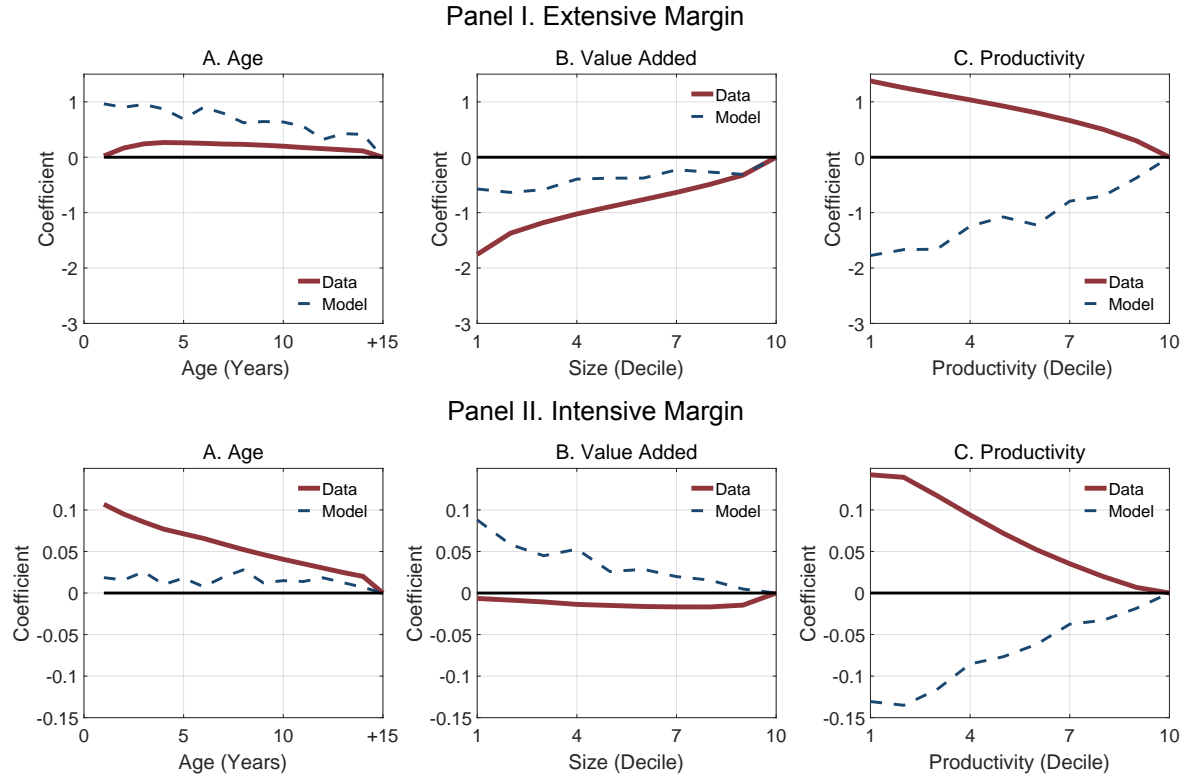 Panel I. Extensive Margin
A. Age
B. Value Added
C. Productivity
Coefficient
1
0
-1
-2
-3
Data
Model
0
5
10
+15
Age (Years)
Coefficient
1
0
-1
-2
-3
Data
Model
1
4
7
10
Size (Decile)
Coefficient
1
0
-1
-2
-3
Data
Model
1
4
7
10
Productivity (Decile)
Panel II. Intensive Margin
A. Age
B. Value Added
C. Productivity
Coefficient
0.1
0.05
0
-0.05
-0.1
-0.15
Data
Model
0
5
10
+15
Age (Years)
Coefficient
0.1
0.05
0
-0.05
-0.1
-0.15
Data
Model
1
4
7
10
Size (Decile)
Coefficient
0.1
0.05
0
-0.05
-0.1
-0.15
Data
Model
1
4
7
10
Productivity (Decile)